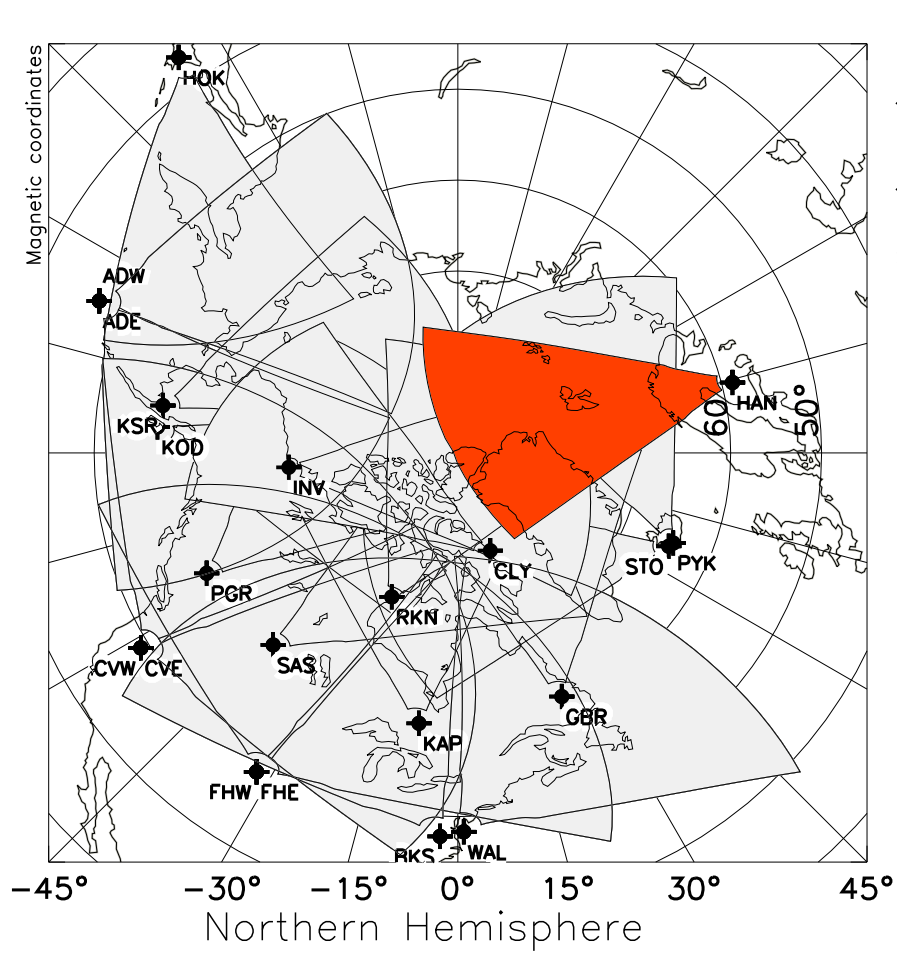 Magnetic coordinates
HOK
ADW
ADE
HAN
60
50°
KSR
KOD
INV
CLY
STO PYK
PGR
RKN
CVW CVE
SAS
GBR
KAP
FHW FHE
BKS
WAL
−45° −30° −15° 0° 15° 30° 45°
Northern Hemisphere